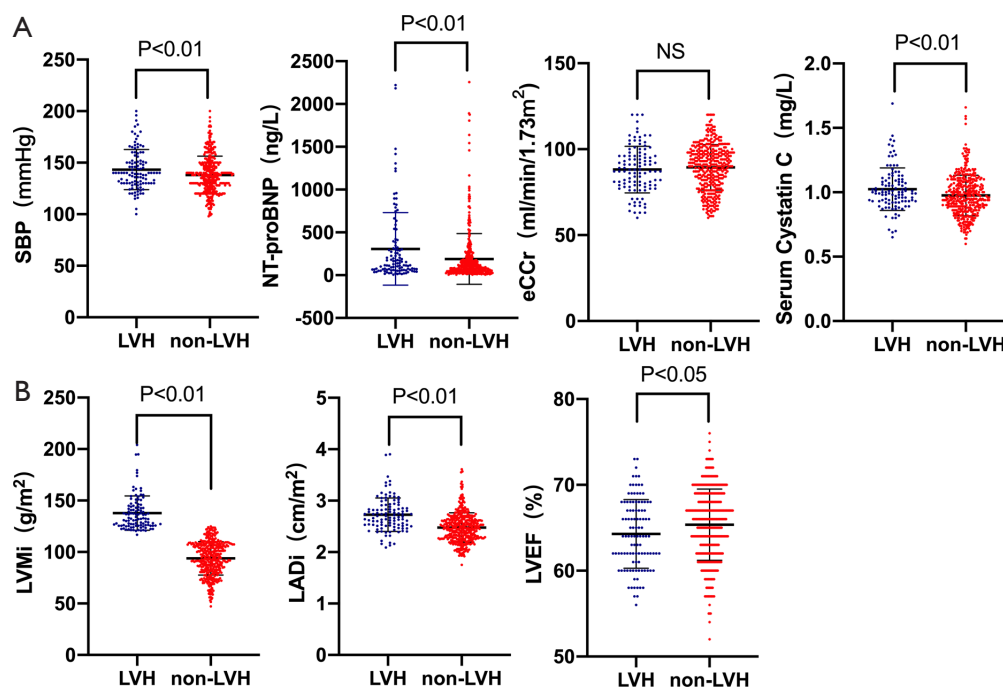 A
P<0.01
250
200
150
100
50
0
SBP (mmHg)
LVH non-LVH
P<0.01
2500
2000
1500
1000
500
0
-500
NT-proBNP (ng/L)
LVH non-LVH
NS
150
100
50
0
eCCr (ml/min/1.73m²)
LVH non-LVH
P<0.01
2.0
1.5
1.0
0.5
0.0
Serum Cystatin C (mg/L)
LVH non-LVH
B
P<0.01
250
200
150
100
50
0
LVMi (g/m²)
LVH non-LVH
P<0.01
5
4
3
2
1
0
LADi (cm/m²)
LVH non-LVH
P<0.05
80
70
60
50
LVEF (%)
LVH non-LVH